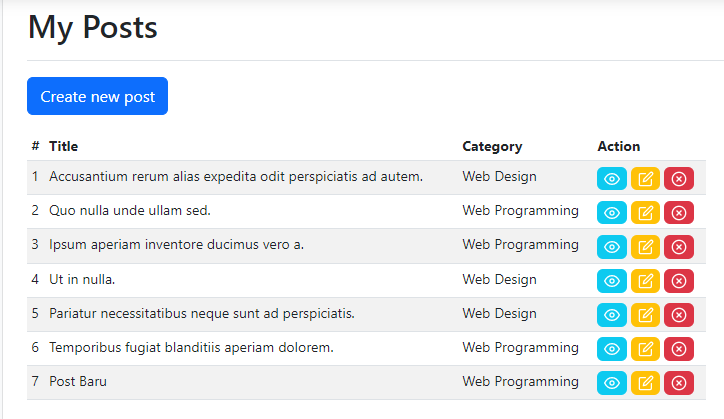 My Posts
Create new post
# Title Category Action
1 Accusantium rerum alias expedita odit perspiciatis ad autem. Web Design
2 Quo nulla unde ullam sed. Web Programming
3 Ipsum aperiam inventore ducimus vero a. Web Programming
4 Ut in nulla. Web Design
5 Pariatur necessitatibus neque sunt ad perspiciatis. Web Design
6 Temporibus fugiat blanditiis aperiam dolorem. Web Programming
7 Post Baru Web Programming